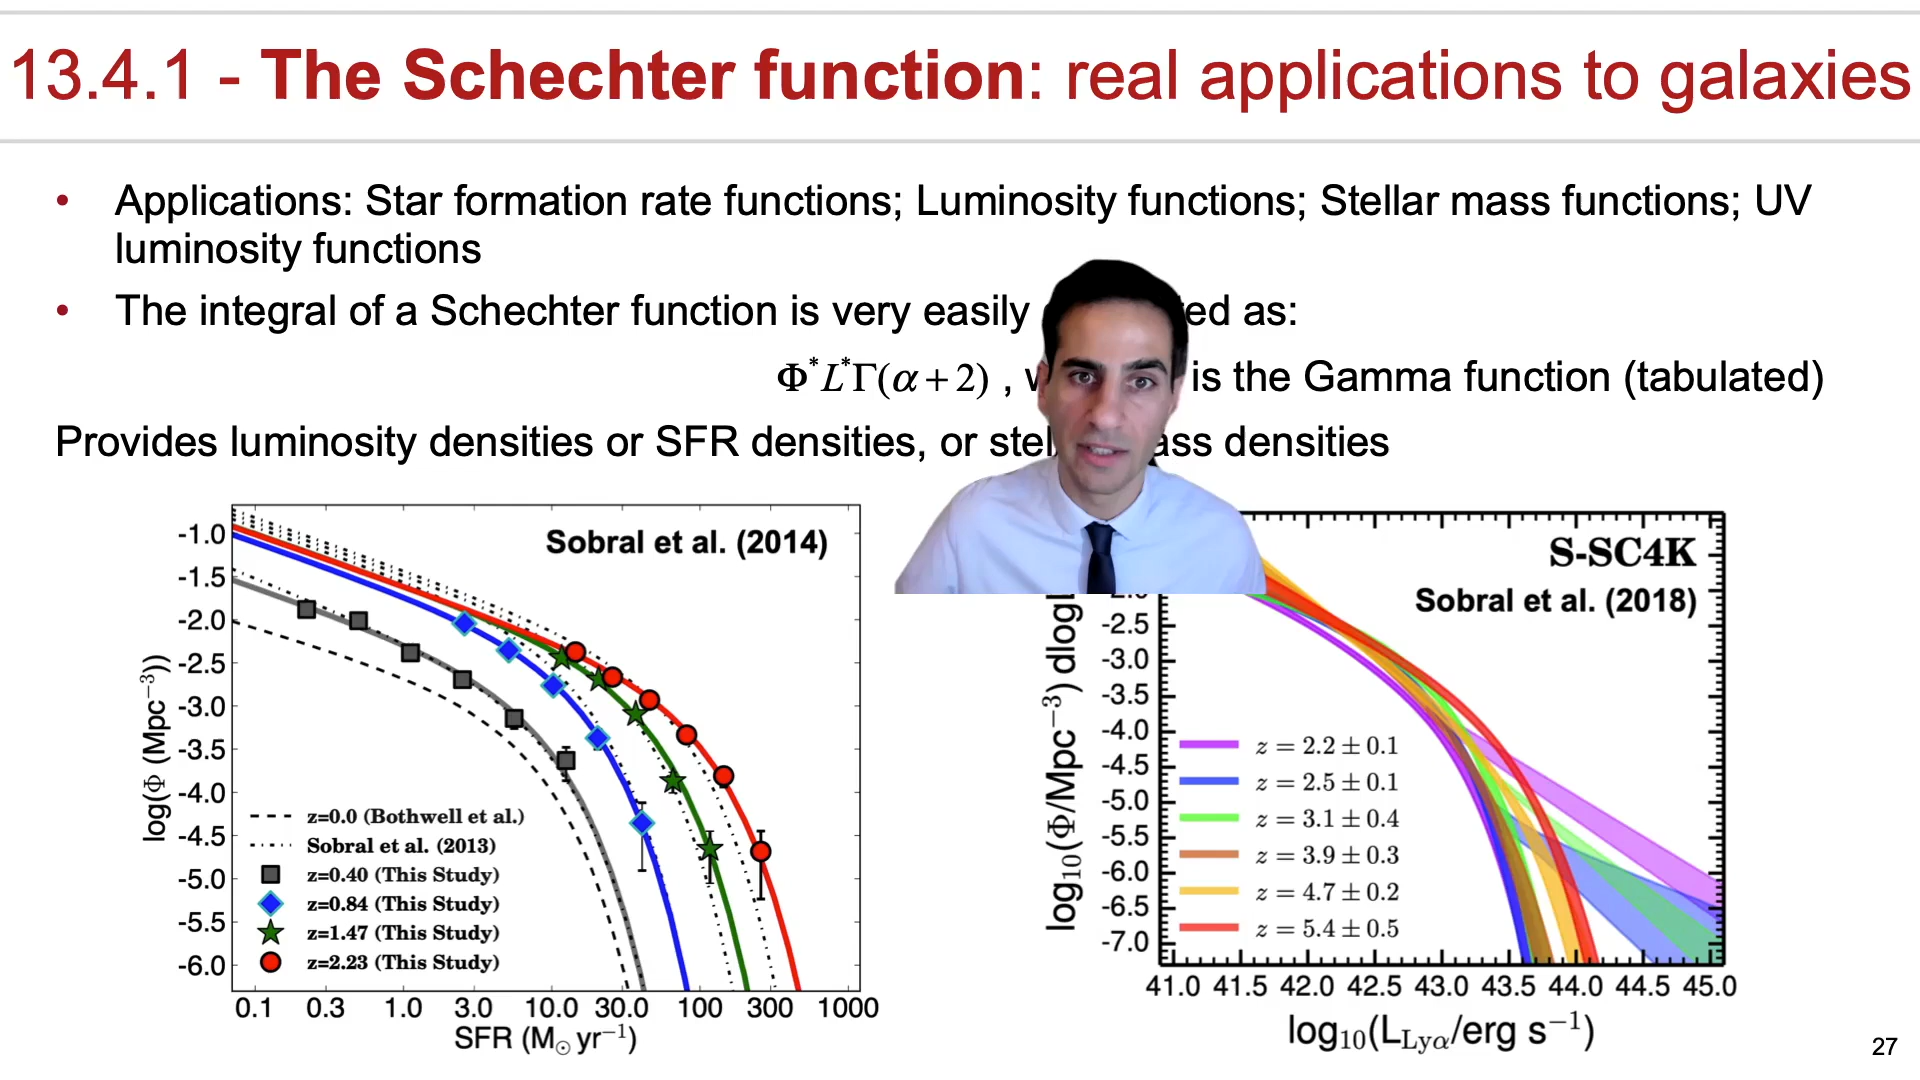 13.4.1 - The Schechter function: real applications to galaxies
• Applications: Star formation rate functions; Luminosity functions; Stellar mass functions; UV
luminosity functions
• The integral of a Schechter function is very easily ed as:
Φ*L*Γ(α+2) , is the Gamma function (tabulated)
Provides luminosity densities or SFR densities, or densities
Sobral et al. (2014)
log(Φ (Mpc⁻³))
-1.0
-1.5
-2.0
-2.5
-3.0
-3.5
-4.0
-4.5
-5.0
-5.5
-6.0
z=0.0 (Bothwell et al.)
Sobral et al. (2013)
z=0.40 (This Study)
z=0.84 (This Study)
z=1.47 (This Study)
z=2.23 (This Study)
0.1 0.3 1.0 3.0 10.0 30.0 100 300 1000
SFR (M⊙ yr⁻¹)
S-SC4K
Sobral et al. (2018)
log₁₀(Φ/Mpc⁻³) dlog
-2.5
-3.0
-3.5
-4.0
-4.5
-5.0
-5.5
-6.0
-6.5
-7.0
z = 2.2 ± 0.1
z = 2.5 ± 0.1
z = 3.1 ± 0.4
z = 3.9 ± 0.3
z = 4.7 ± 0.2
z = 5.4 ± 0.5
41.0 41.5 42.0 42.5 43.0 43.5 44.0 44.5 45.0
log₁₀(L_Lyα/erg s⁻¹)
27